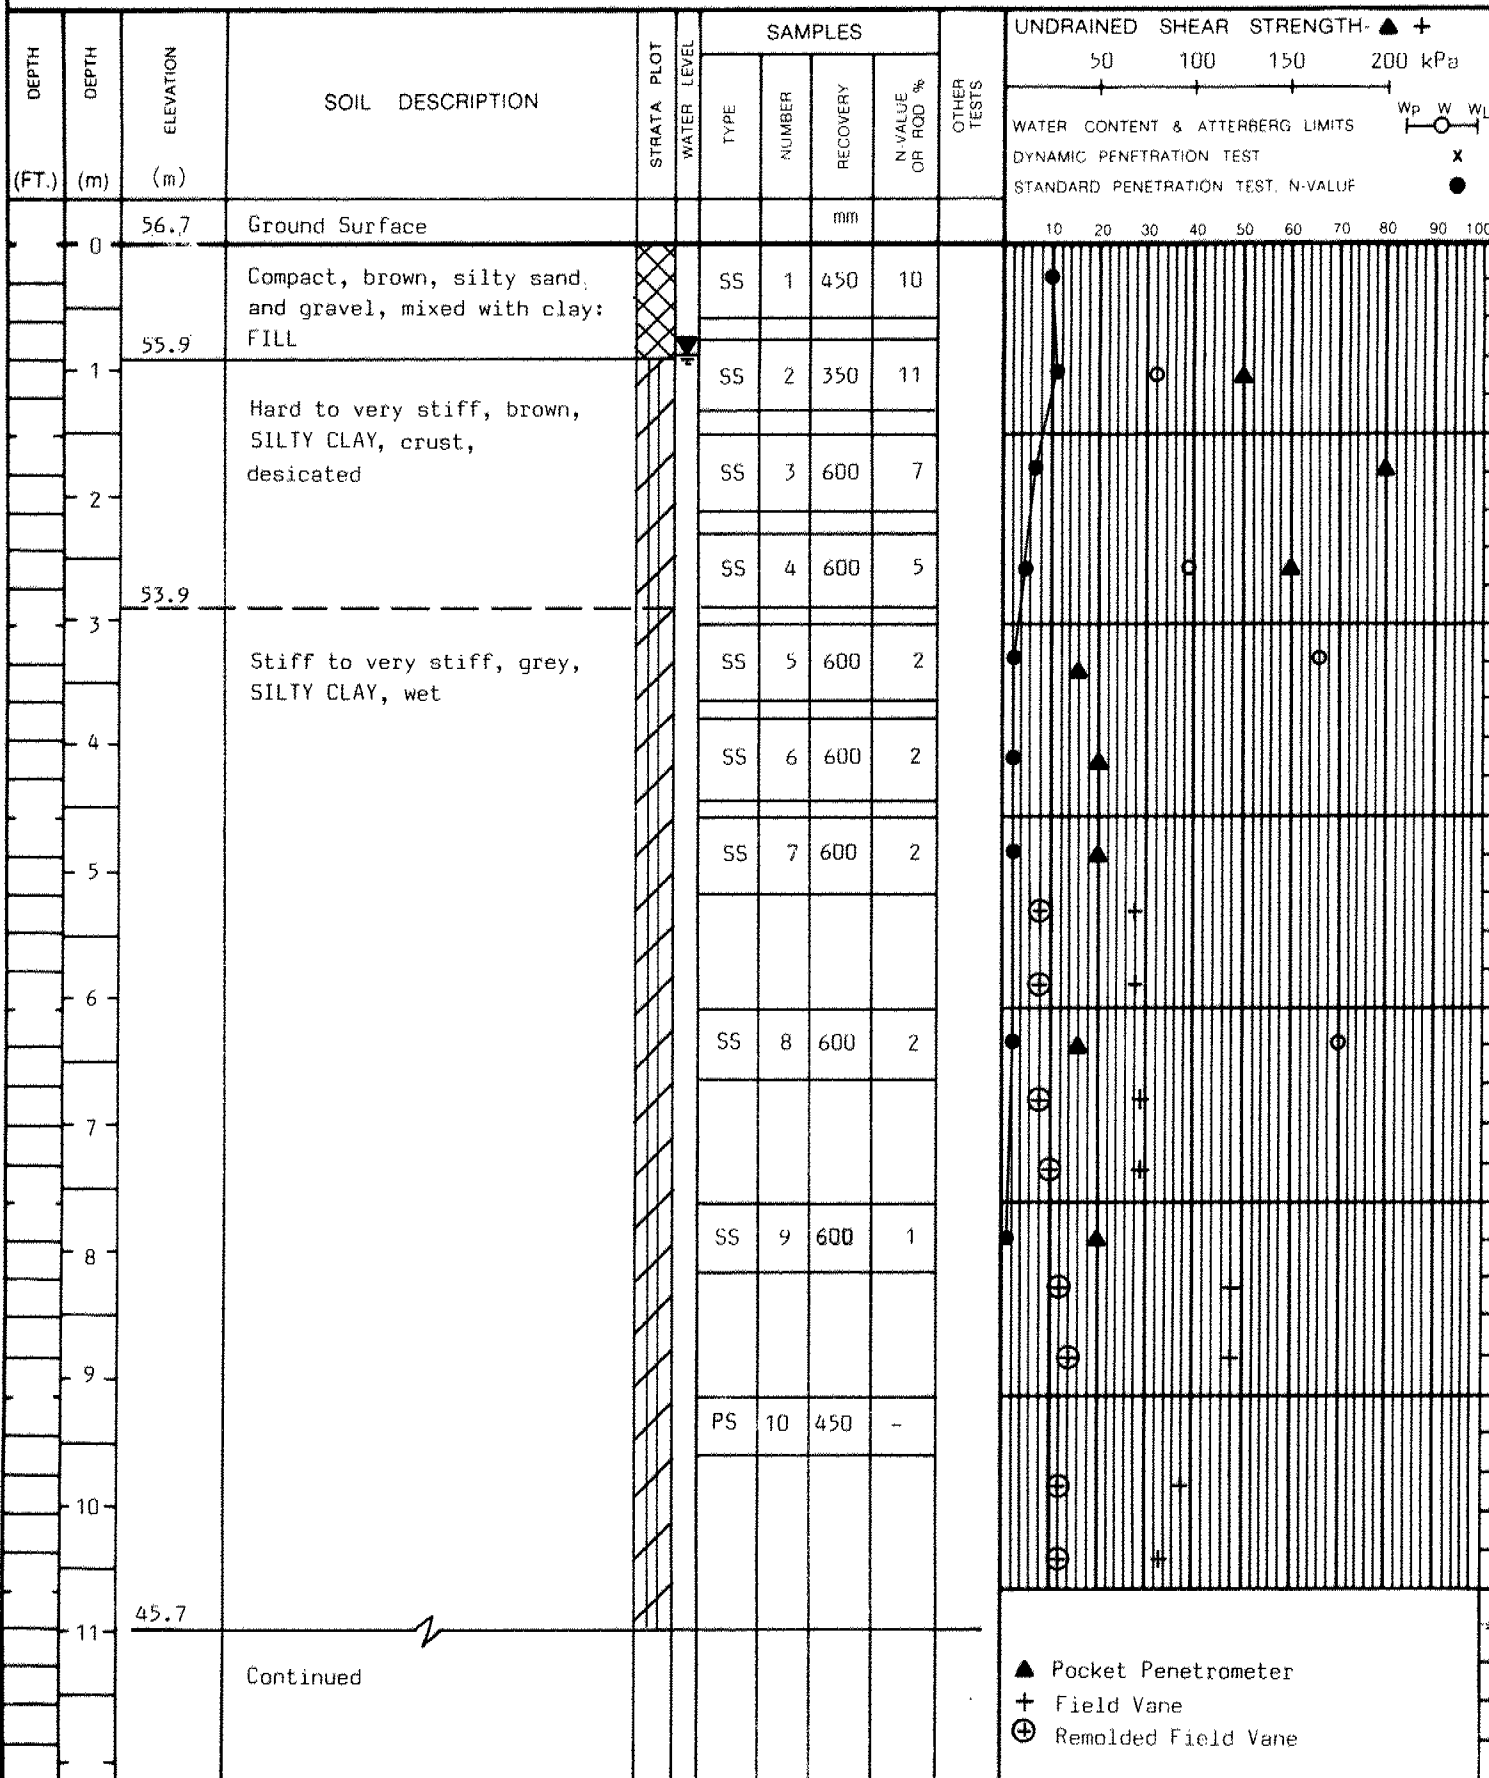 DEPTH
(FT.)
DEPTH
(m)
ELEVATION
(m)
SOIL DESCRIPTION
STRATA PLOT
WATER LEVEL
SAMPLES
TYPE
NUMBER
RECOVERY
N-VALUE
OR RQD %
OTHER
TESTS
UNDRAINED SHEAR STRENGTH- ▲ +
50 100 150 200 kPa
WATER CONTENT & ATTERBERG LIMITS
Wp W WL
DYNAMIC PENETRATION TEST x
STANDARD PENETRATION TEST, N-VALUE ●
56.7 Ground Surface
mm
10 20 30 40 50 60 70 80 90 100
0
Compact, brown, silty sand
and gravel, mixed with clay:
FILL
SS 1 450 10
55.9
1
SS 2 350 11
Hard to very stiff, brown,
SILTY CLAY, crust,
desicated
SS 3 600 7
2
SS 4 600 5
53.9
3
Stiff to very stiff, grey,
SILTY CLAY, wet
SS 5 600 2
4
SS 6 600 2
SS 7 600 2
5
6
SS 8 600 2
7
SS 9 600 1
8
9
PS 10 450 -
10
45.7
11
Continued
▲ Pocket Penetrometer
+ Field Vane
⊕ Remolded Field Vane